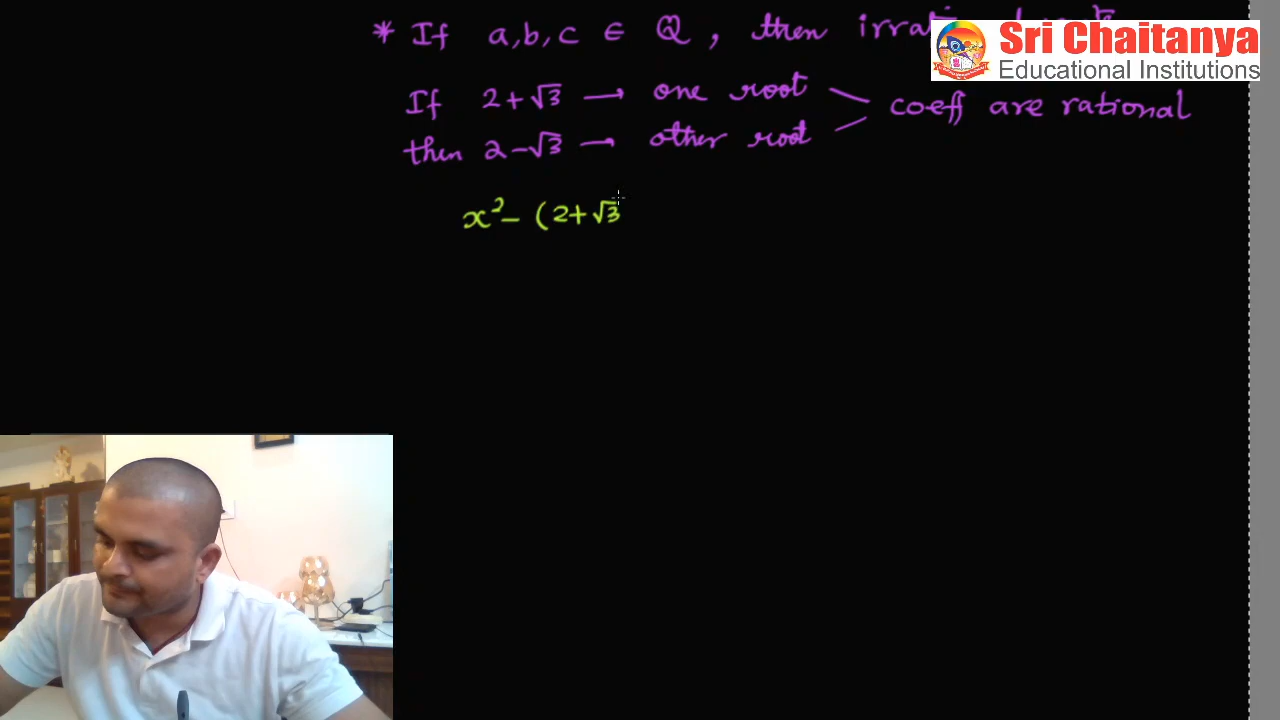 * If a, b, c ∈ Q, then
Sri Chaitanya
Educational Institutions
If 2+√3 → one root
then 2-√3 → other root
coeff are rational
x² - (2+√3